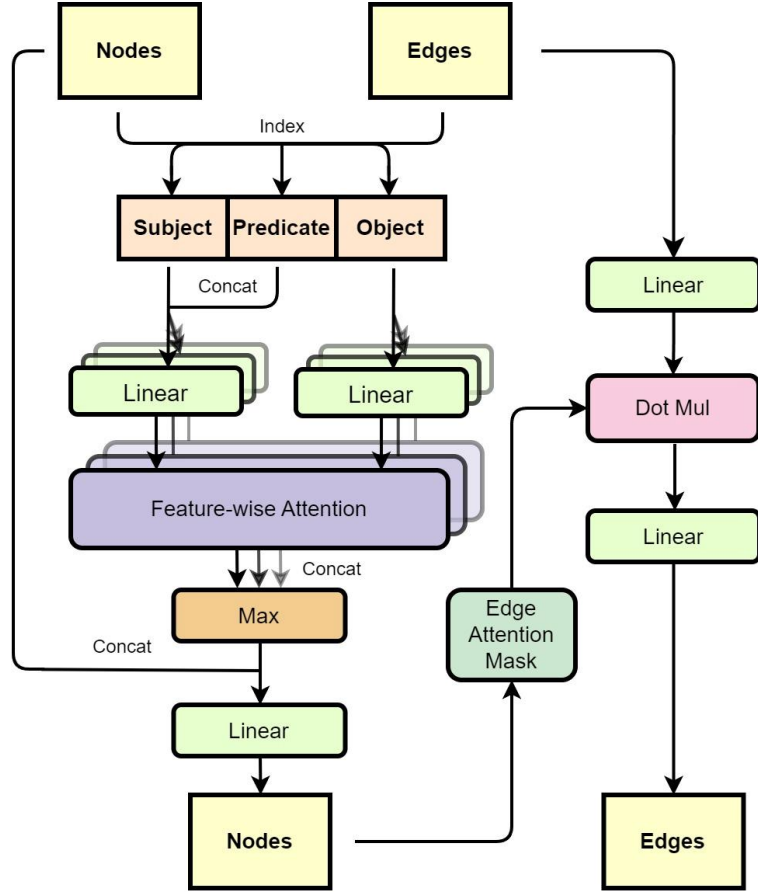 Nodes
Edges
Index
Subject
Predicate
Object
Concat
Linear
Linear
Linear
Dot Mul
Feature-wise Attention
Linear
Concat
Max
Edge
Attention
Mask
Concat
Linear
Nodes
Edges